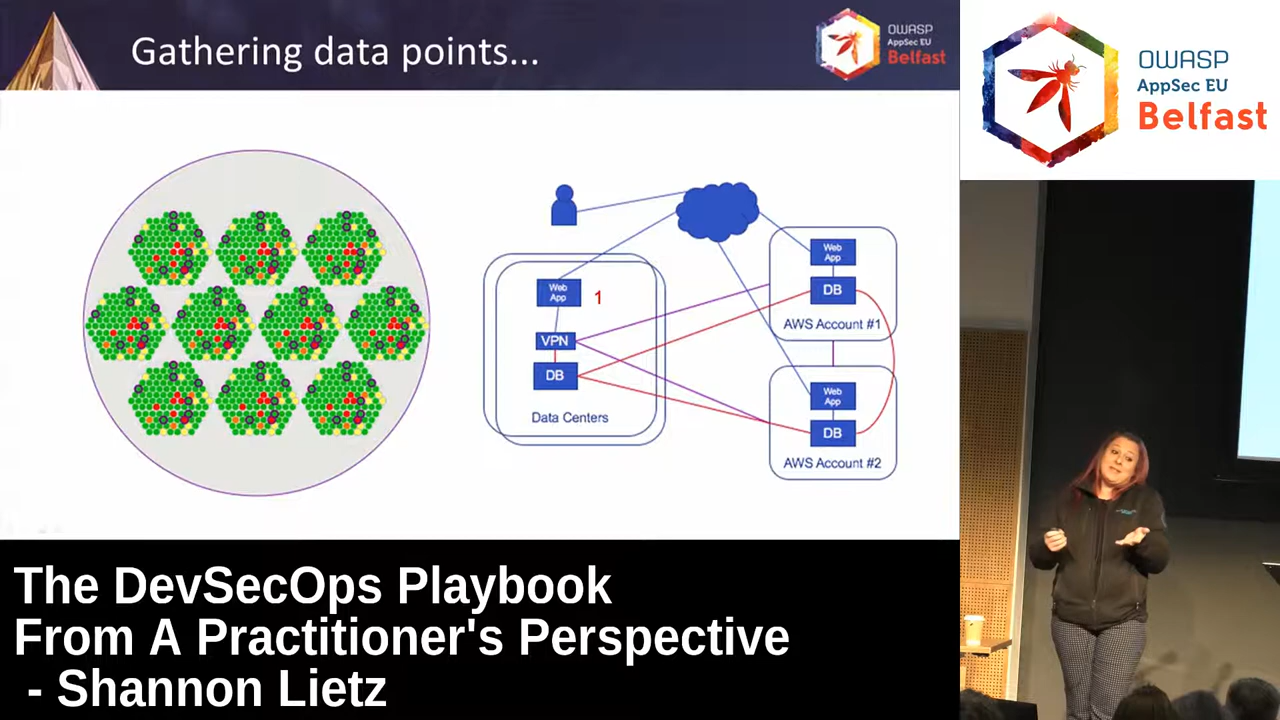 Gathering data points...
OWASP
AppSec EU
Belfast
OWASP
AppSec EU
Belfast
Web
App
1
VPN
DB
Data Centers
Web
App
DB
AWS Account #1
Web
App
DB
AWS Account #2
The DevSecOps Playbook
From A Practitioner's Perspective
- Shannon Lietz